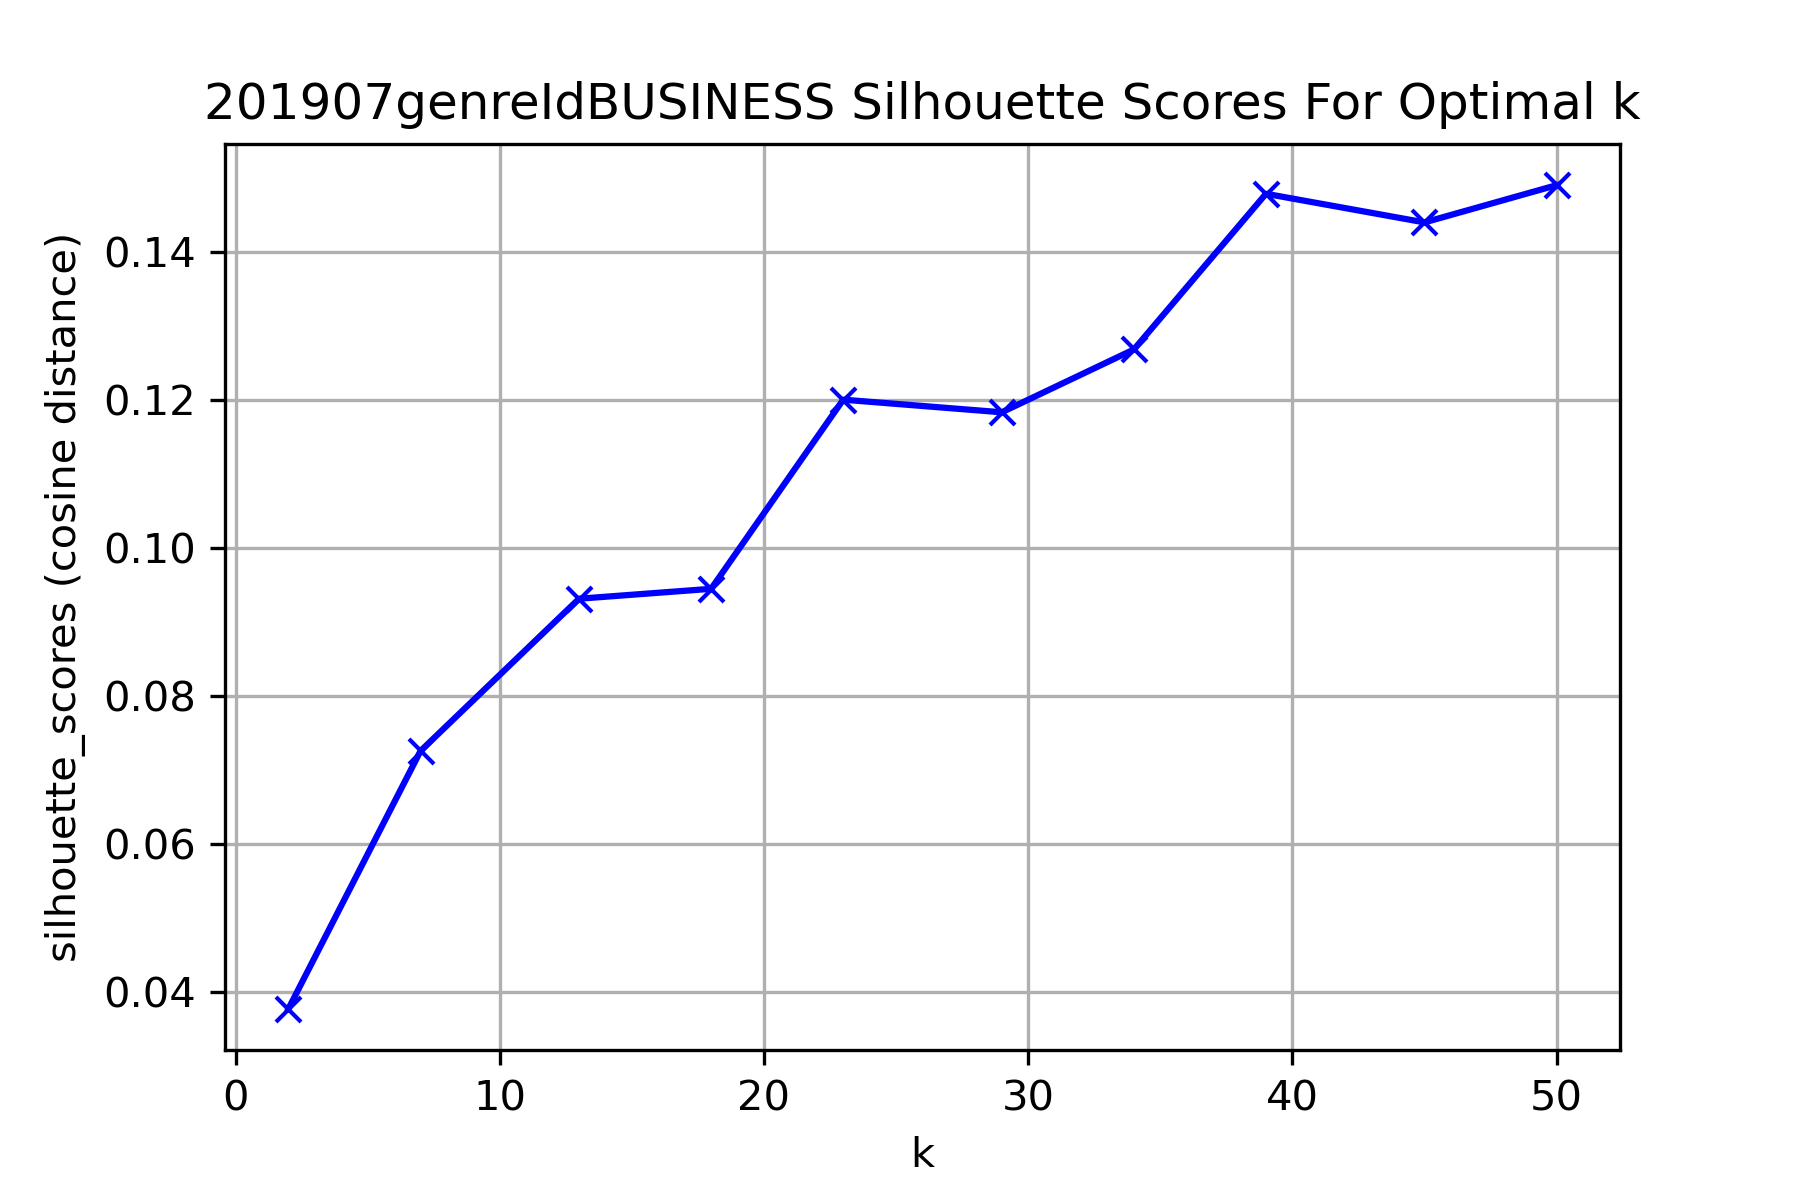 201907genreIdBUSINESS Silhouette Scores For Optimal k
silhouette_scores (cosine distance)
0.14
0.12
0.10
0.08
0.06
0.04
0 10 20 30 40 50
k